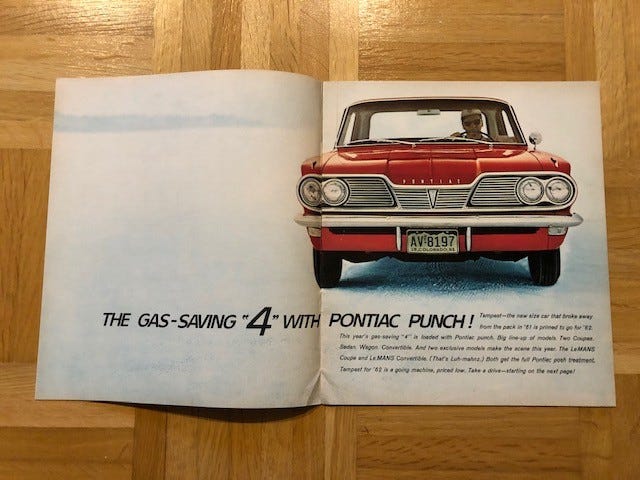 PONTIAC
AV-8197
THE GAS-SAVING "4" WITH PONTIAC PUNCH!
Tempest—the new size car that broke away
from the pack in '61 is primed to go for '62.
This year's gas-saving "4" is loaded with Pontiac punch. Big line-up of models. Two Coupes.
Sedan. Wagon. Convertible. And two exclusive models make the scene this year. The LeMANS
Coupe and LeMANS Convertible. (That's Luh-mahnz.) Both get the full Pontiac posh treatment.
Tempest for '62 is a going machine, priced low. Take a drive—starting on the next page!